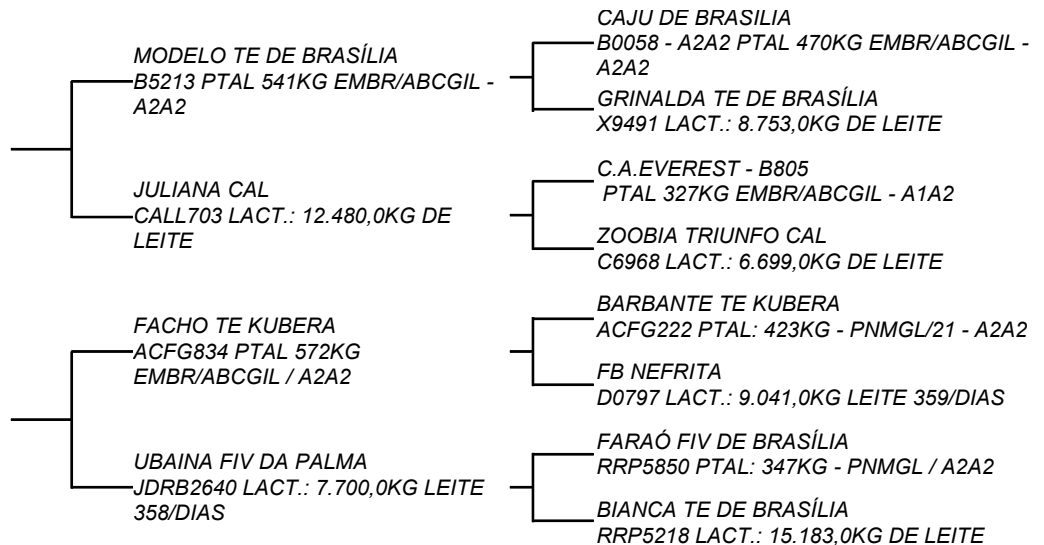 MODELO TE DE BRASÍLIA
B5213 PTAL 541KG EMBR/ABCGIL -
A2A2
JULIANA CAL
CALL703 LACT.: 12.480,0KG DE
LEITE
FACHO TE KUBERA
ACFG834 PTAL 572KG
EMBR/ABCGIL / A2A2
UBAINA FIV DA PALMA
JDRB2640 LACT.: 7.700,0KG LEITE
358/DIAS
CAJU DE BRASILIA
B0058 - A2A2 PTAL 470KG EMBR/ABCGIL -
A2A2
GRINALDA TE DE BRASÍLIA
X9491 LACT.: 8.753,0KG DE LEITE
C.A.EVEREST - B805
PTAL 327KG EMBR/ABCGIL - A1A2
ZOOBIA TRIUNFO CAL
C6968 LACT.: 6.699,0KG DE LEITE
BARBANTE TE KUBERA
ACFG222 PTAL: 423KG - PNMGL/21 - A2A2
FB NEFRITA
D0797 LACT.: 9.041,0KG LEITE 359/DIAS
FARAÓ FIV DE BRASÍLIA
RRP5850 PTAL: 347KG - PNMGL / A2A2
BIANCA TE DE BRASÍLIA
RRP5218 LACT.: 15.183,0KG DE LEITE